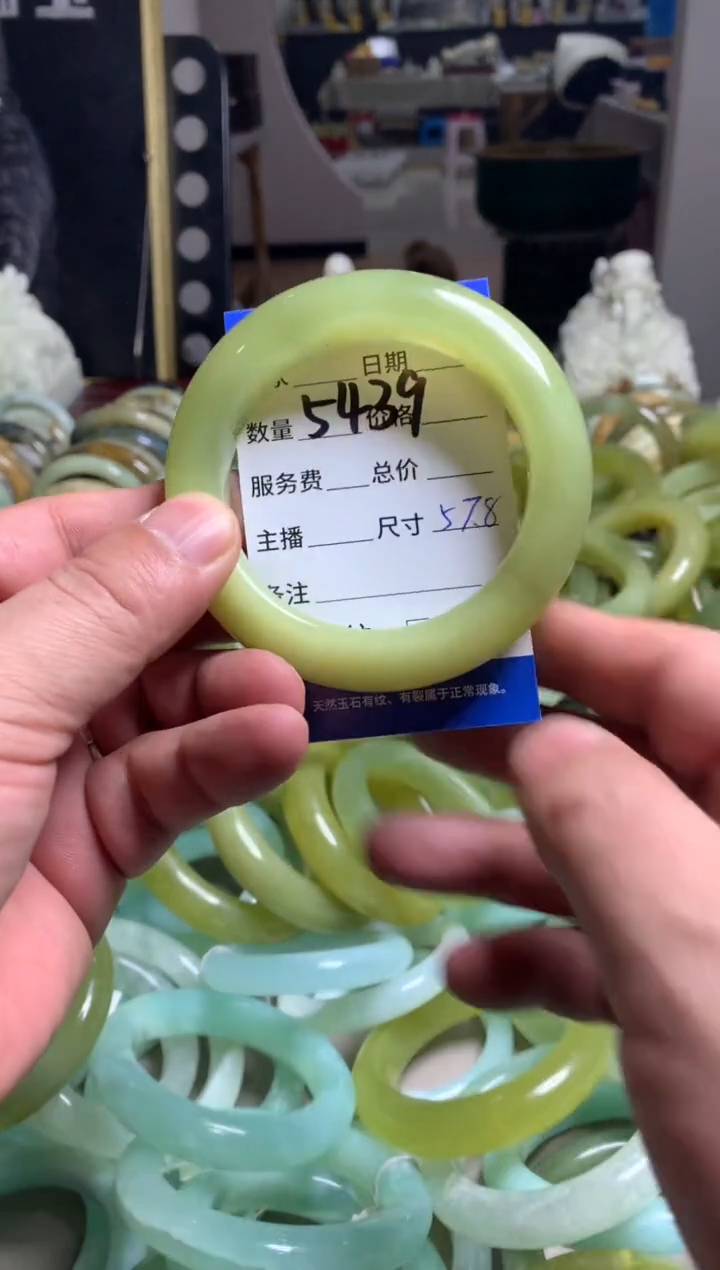 玉
日期
数量 5439 价格
服务费 总价
主播 尺寸 57.8
备注
天然玉石有纹、有裂属于正常现象。